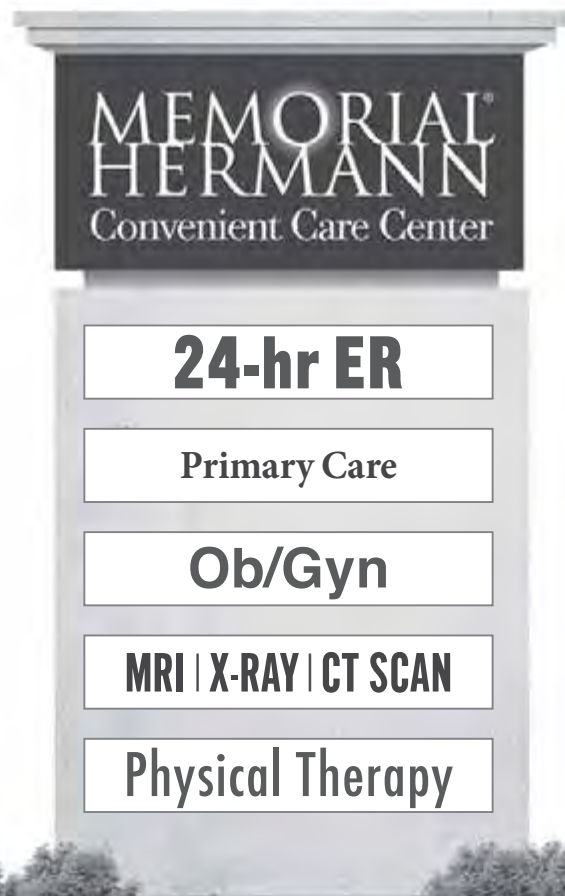 MEMORIAL®
HERMANN
Convenient Care Center
24-hr ER
Primary Care
Ob/Gyn
MRI | X-RAY | CT SCAN
Physical Therapy